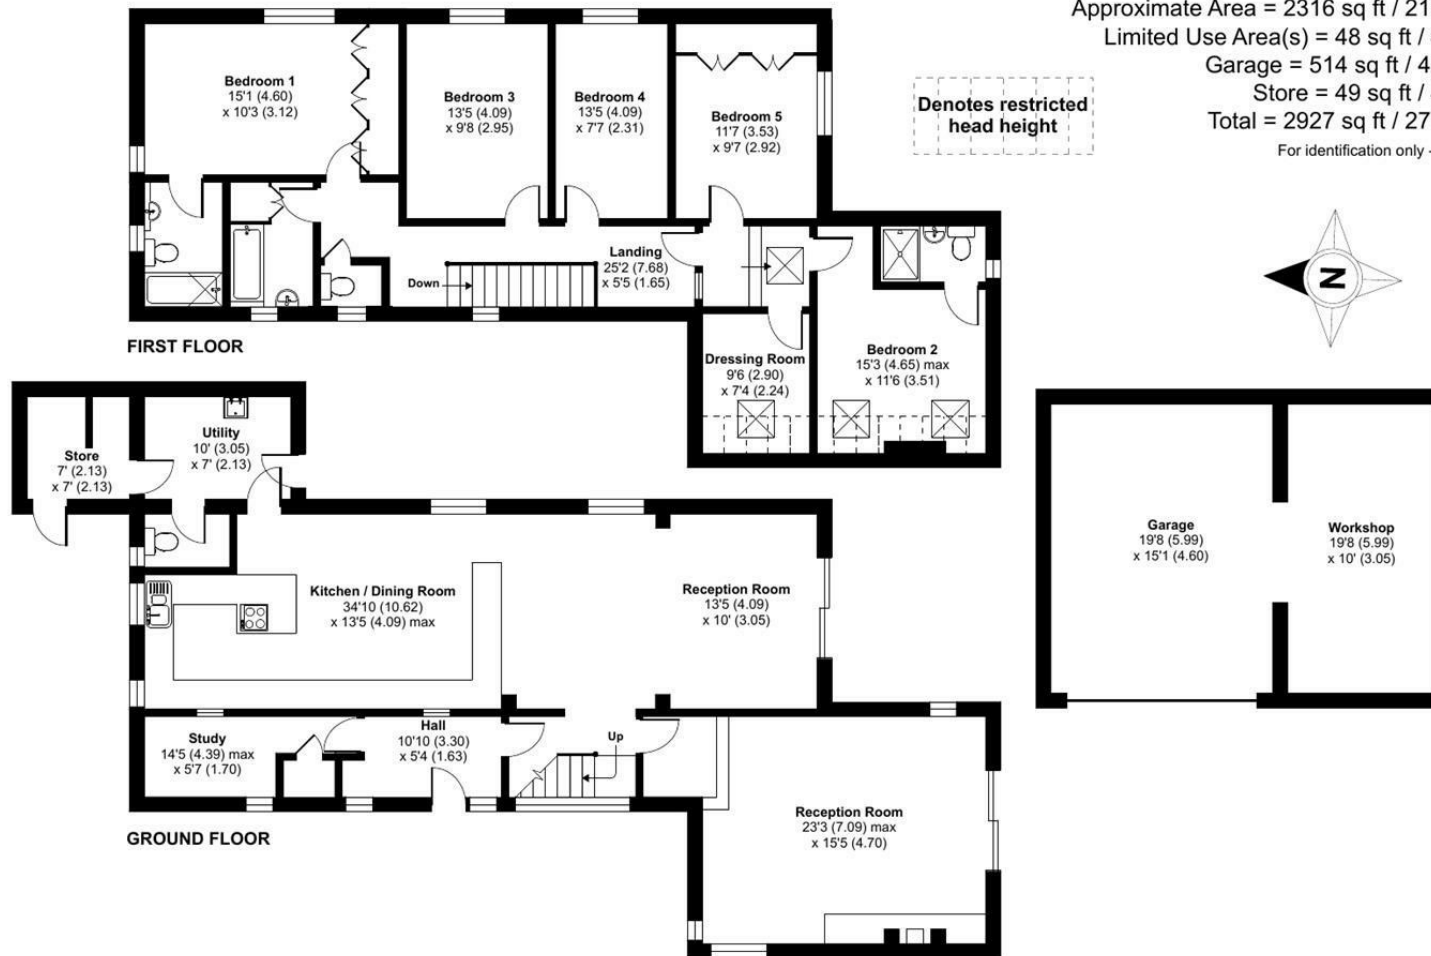 Approximate Area = 2316 sq ft / 21
Limited Use Area(s) = 48 sq ft /
Garage = 514 sq ft / 4
Store = 49 sq ft /
Total = 2927 sq ft / 27
For identification only -
Denotes restricted
head height
N
Bedroom 1
15'1 (4.60)
x 10'3 (3.12)
Bedroom 3
13'5 (4.09)
x 9'8 (2.95)
Bedroom 4
13'5 (4.09)
x 7'7 (2.31)
Bedroom 5
11'7 (3.53)
x 9'7 (2.92)
Landing
25'2 (7.68)
x 5'5 (1.65)
Down
Dressing Room
9'6 (2.90)
x 7'4 (2.24)
Bedroom 2
15'3 (4.65) max
x 11'6 (3.51)
FIRST FLOOR
Store
7' (2.13)
x 7' (2.13)
Utility
10' (3.05)
x 7' (2.13)
Kitchen / Dining Room
34'10 (10.62)
x 13'5 (4.09) max
Reception Room
13'5 (4.09)
x 10' (3.05)
Garage
19'8 (5.99)
x 15'1 (4.60)
Workshop
19'8 (5.99)
x 10' (3.05)
Study
14'5 (4.39) max
x 5'7 (1.70)
Hall
10'10 (3.30)
x 5'4 (1.63)
Up
Reception Room
23'3 (7.09) max
x 15'5 (4.70)
GROUND FLOOR